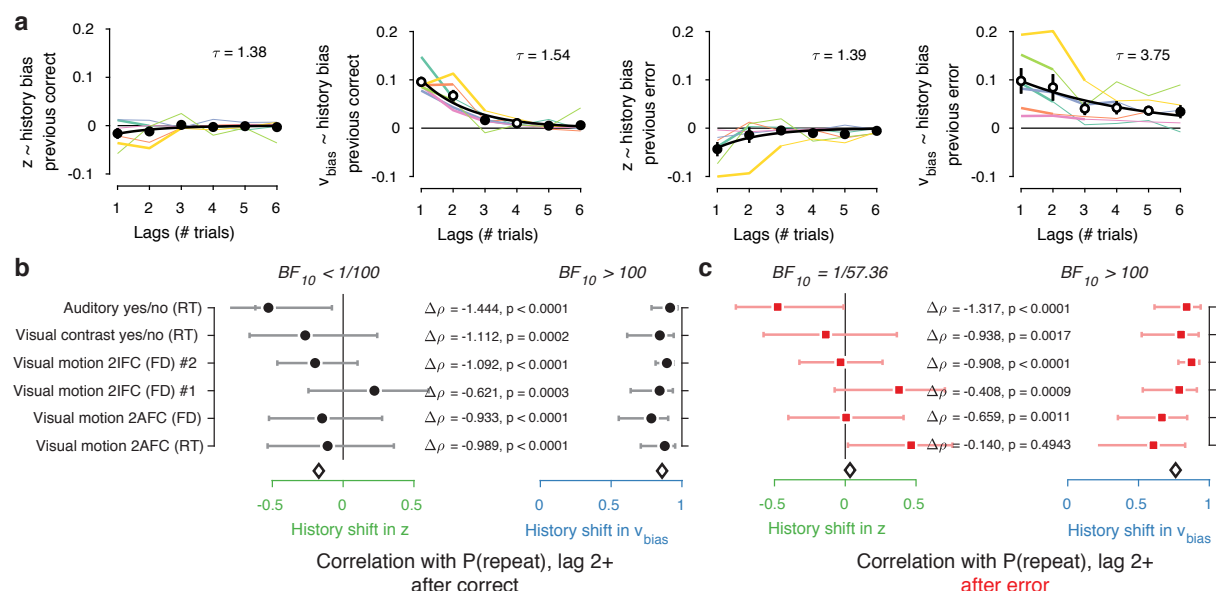 a
0.2
0.1
0
0.1
z ~ history bias
previous correct
τ = 1.38
1 2 3 4 5 6
Lags (# trials)
0.2
0.1
0
0.1
v_bias ~ history bias
previous correct
τ = 1.54
1 2 3 4 5 6
Lags (# trials)
0.2
0.1
0
-0.1
z ~ history bias
previous error
τ = 1.39
1 2 3 4 5 6
Lags (# trials)
0.2
0.1
0
-0.1
v_bias ~ history bias
previous error
τ = 3.75
1 2 3 4 5 6
Lags (# trials)
b
BF10 < 1/100
BF10 > 100
Auditory yes/no (RT)
Δρ = -1.444, p < 0.0001
Visual contrast yes/no (RT)
Δρ = -1.112, p = 0.0002
Visual motion 2IFC (FD) #2
Δρ = -1.092, p < 0.0001
Visual motion 2IFC (FD) #1
Δρ = -0.621, p = 0.0003
Visual motion 2AFC (FD)
Δρ = -0.933, p < 0.0001
Visual motion 2AFC (RT)
Δρ = -0.989, p < 0.0001
-0.5 0 0.5
History shift in z
0 1
History shift in v_bias
Correlation with P(repeat), lag 2+
after correct
c
BF10 = 1/57.36
BF10 > 100
Δρ = -1.317, p < 0.0001
Δρ = -0.938, p = 0.0017
Δρ = -0.908, p < 0.0001
Δρ = -0.408, p = 0.0009
Δρ = -0.659, p = 0.0011
Δρ = -0.140, p = 0.4943
-0.5 0 0.5
History shift in z
0 1
History shift in v_bias
Correlation with P(repeat), lag 2+
after error